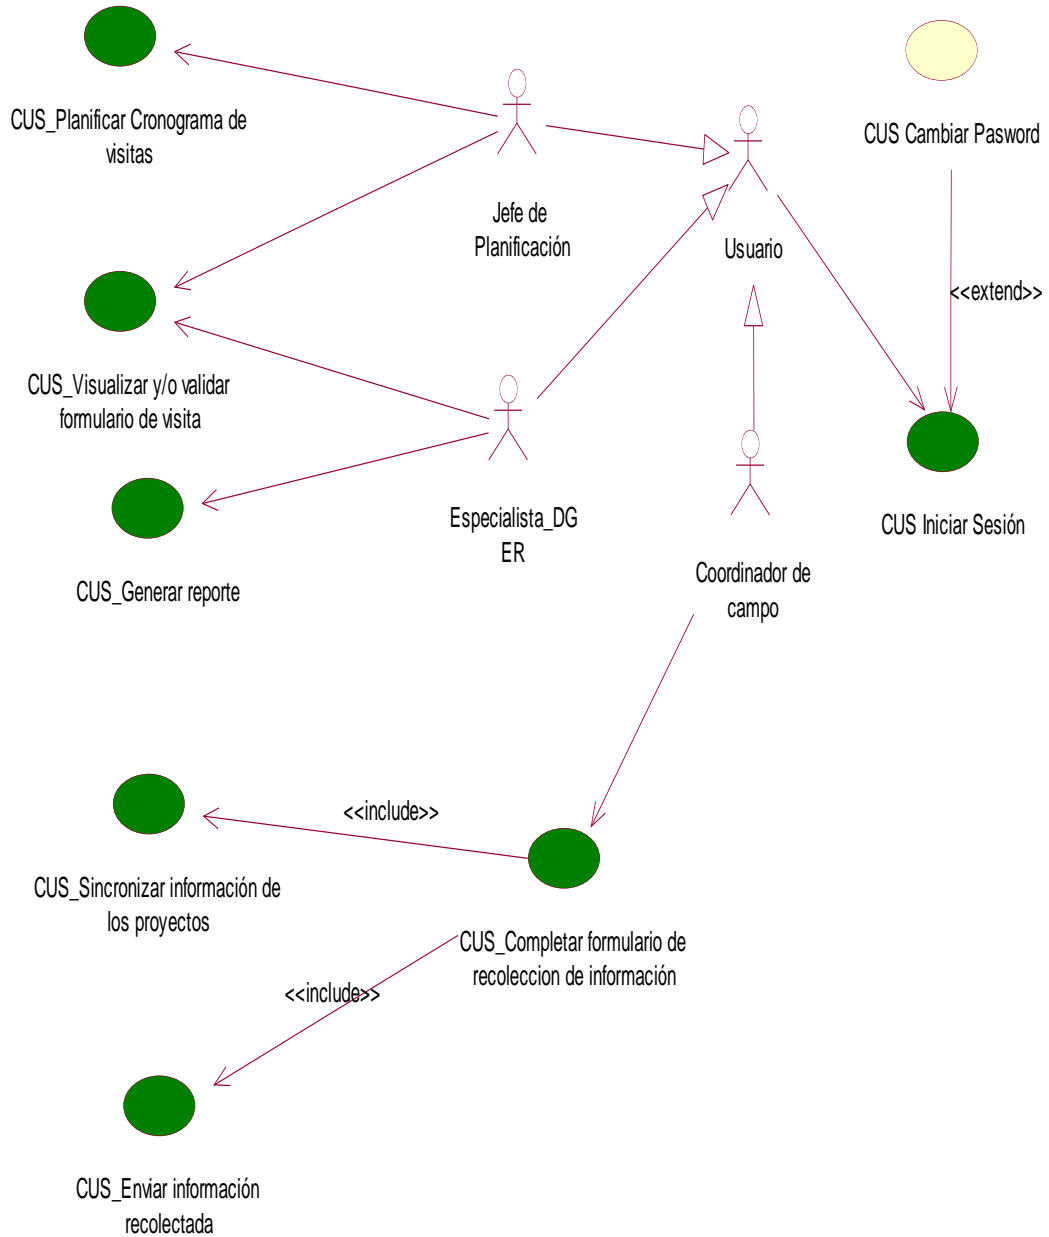 CUS_Planificar Cronograma de
visitas
Jefe de
Planificación
Usuario
CUS Cambiar Pasword
<<extend>>
CUS_Visualizar y/o validar
formulario de visita
Especialista_DG
ER
CUS Iniciar Sesión
CUS_Generar reporte
Coordinador de
campo
<<include>>
CUS_Sincronizar información de
los proyectos
CUS_Completar formulario de
recoleccion de información
<<include>>
CUS_Enviar información
recolectada